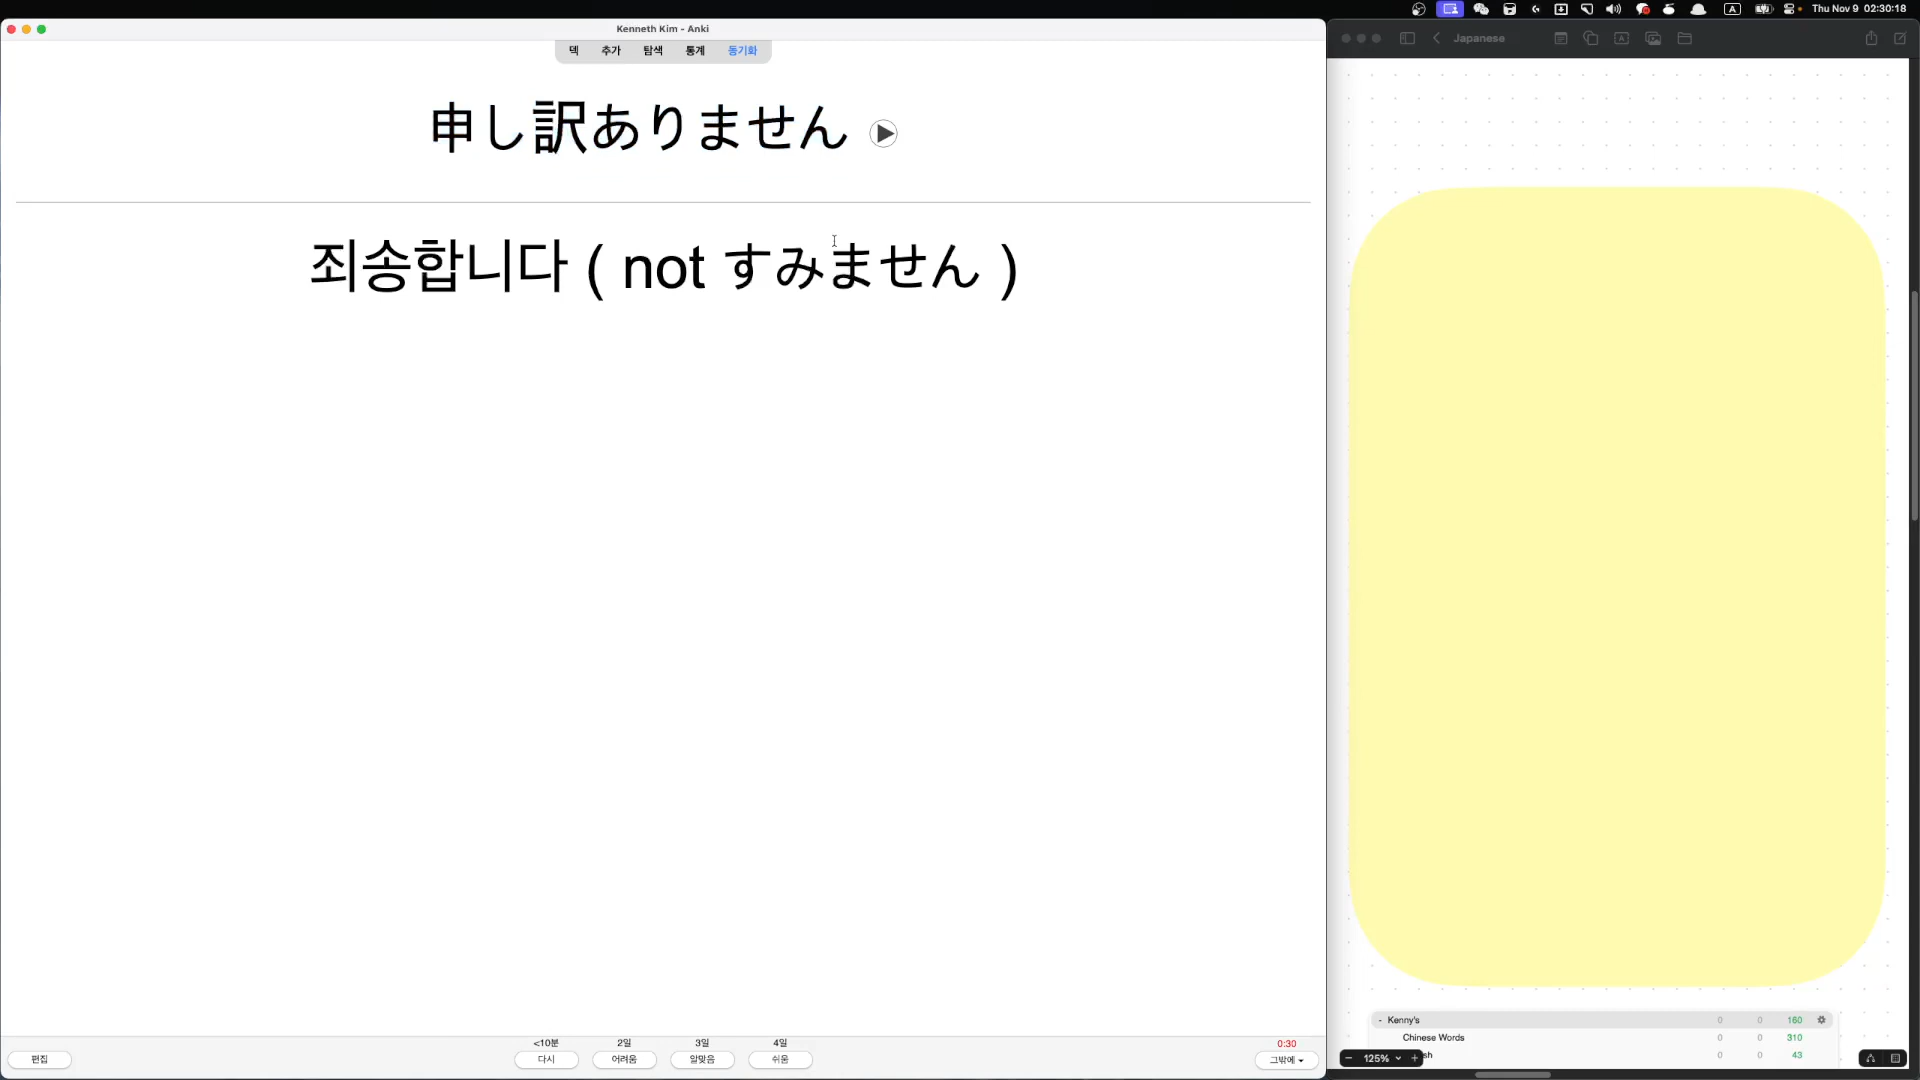 Thu Nov 9 02:30:18
Kenneth Kim - Anki
덱 추가 탐색 통계 동기화
Japanese
申し訳ありません
죄송합니다 ( not すみません )
<10분 2일 3일 4일
편집 다시 어려움 알맞음 쉬움
0:30
그밖에
- Kenny's 0 0 160
Chinese Words 0 0 310
sh 0 0 43
− 125% +